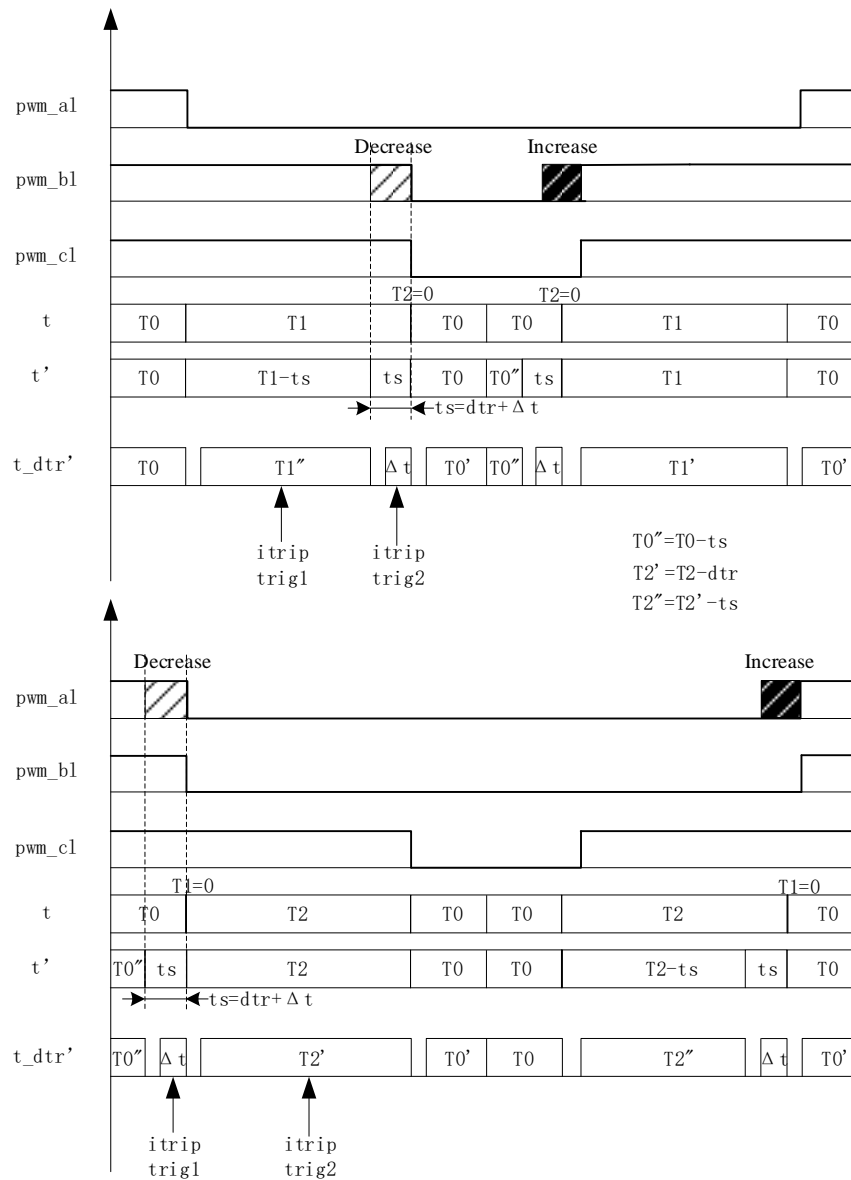 pwm_al
Decrease Increase
pwm_bl
pwm_cl
T2=0 T2=0
t T0 T1 T0 T0 T1 T0
t’ T0 T1-ts ts T0 T0″ ts T1 T0
ts=dtr+Δt
t_dtr’ T0 T1″ Δt T0' T0″ Δt T1' T0'
itrip itrip
trig1 trig2
T0″=T0-ts
T2'=T2-dtr
T2″=T2'-ts
Decrease Increase
pwm_al
pwm_bl
pwm_cl
T1=0 T1=0
t T0 T2 T0 T0 T2 T0
t’ T0″ ts T2 T0 T0 T2-ts ts T0
ts=dtr+Δt
t_dtr’ T0″ Δt T2' T0' T0 T2″ Δt T0'
itrip itrip
trig1 trig2